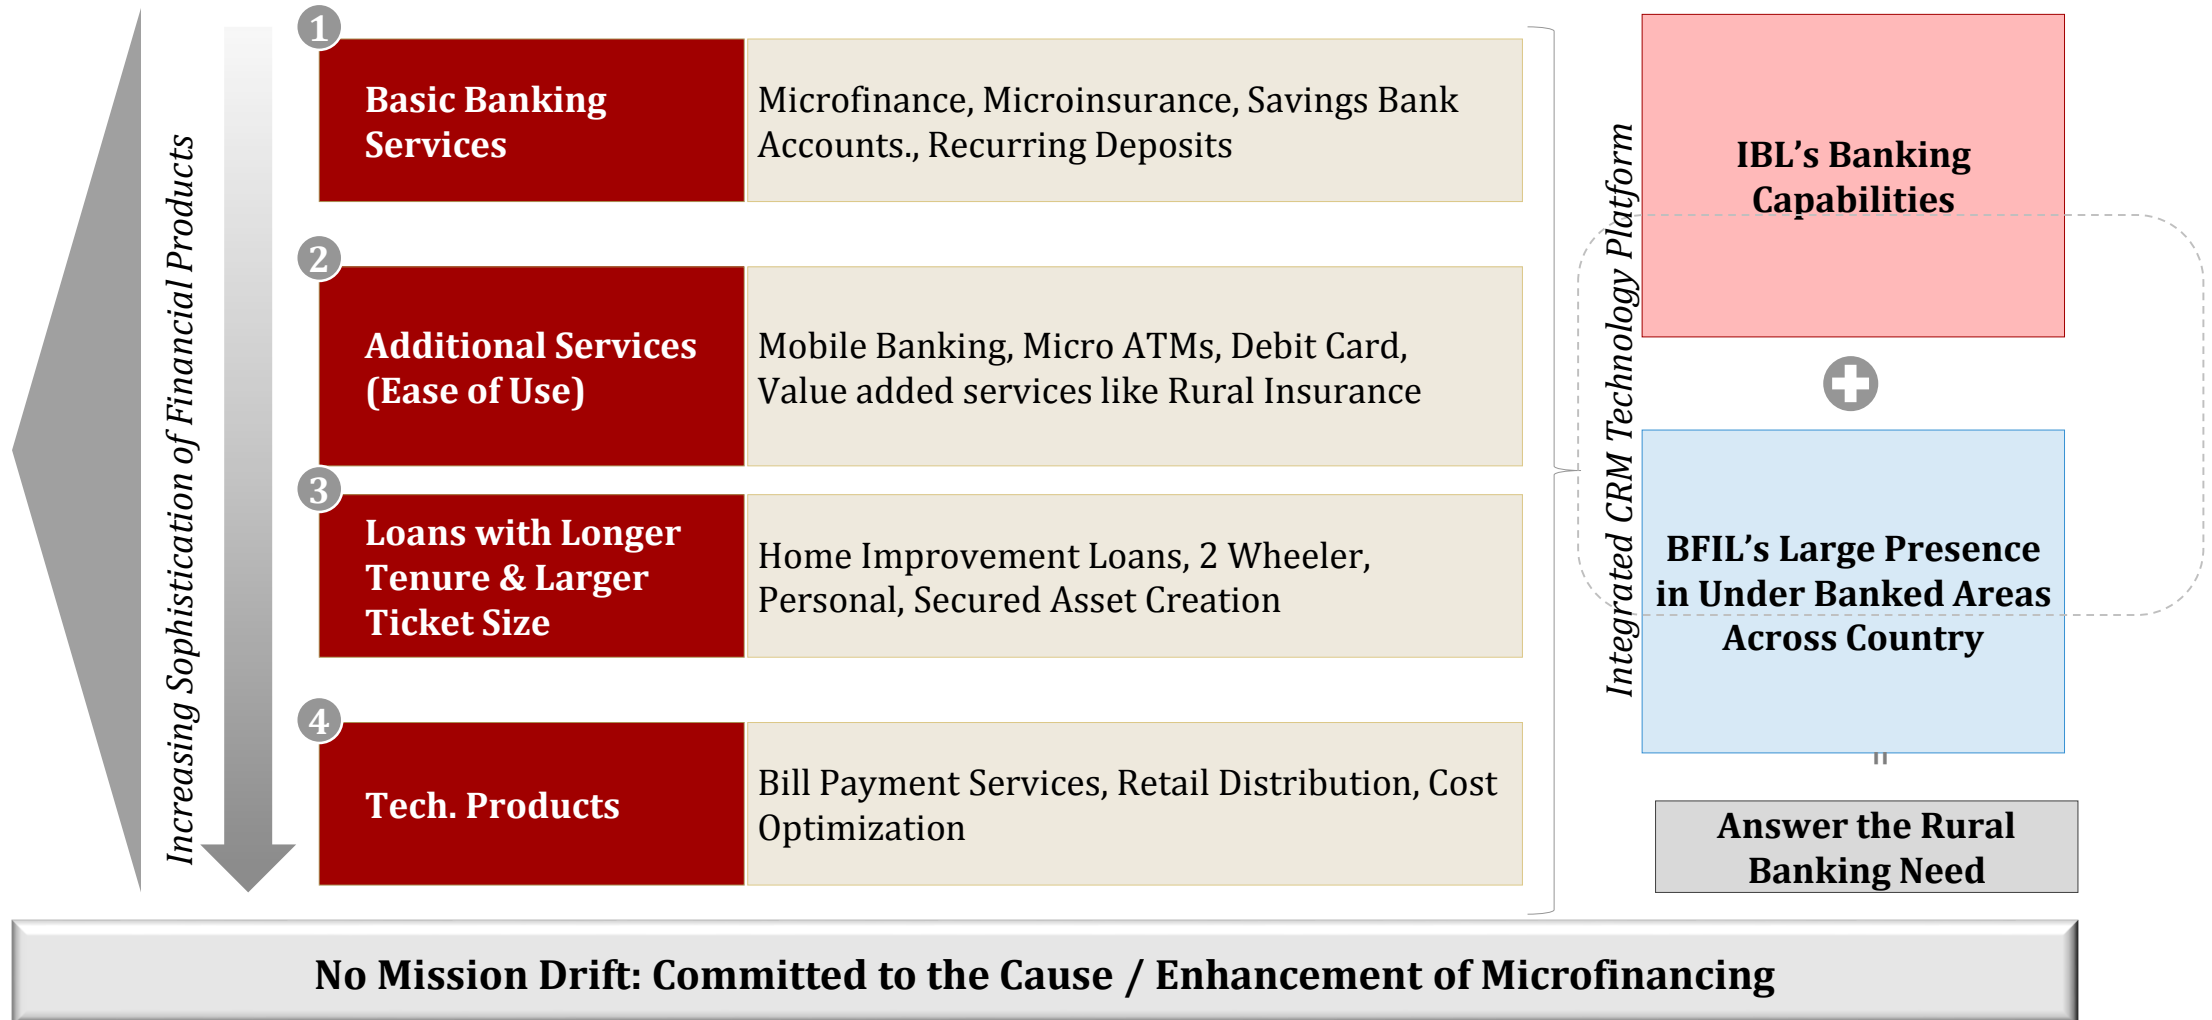 Increasing Sophistication of Financial Products
1
Basic Banking
Services
Microfinance, Microinsurance, Savings Bank
Accounts., Recurring Deposits
2
Additional Services
(Ease of Use)
Mobile Banking, Micro ATMs, Debit Card,
Value added services like Rural Insurance
3
Loans with Longer
Tenure & Larger
Ticket Size
Home Improvement Loans, 2 Wheeler,
Personal, Secured Asset Creation
4
Tech. Products
Bill Payment Services, Retail Distribution, Cost
Optimization
Integrated CRM Technology Platform
IBL’s Banking
Capabilities
BFIL’s Large Presence
in Under Banked Areas
Across Country
Answer the Rural
Banking Need
No Mission Drift: Committed to the Cause / Enhancement of Microfinancing